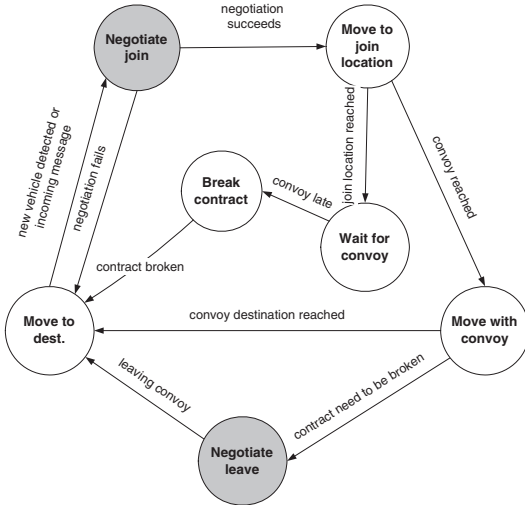 negotiation
succeeds
Negotiate
join
Move to
join
location
new vehicle detected or
incoming message
negotiation fails
join location reached
convoy reached
Break
contract
convoy late
Wait for
convoy
contract broken
Move to
dest.
convoy destination reached
Move with
convoy
leaving convoy
contract need to be broken
Negotiate
leave